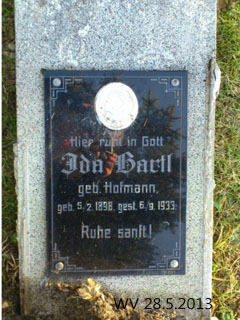 Hier ruht in Gott
Ida Bartl
geb. Hofmann,
geb. 5/2. 1898, gest. 6/9. 1933.
Ruhe sanft!
WV 28.5.2013